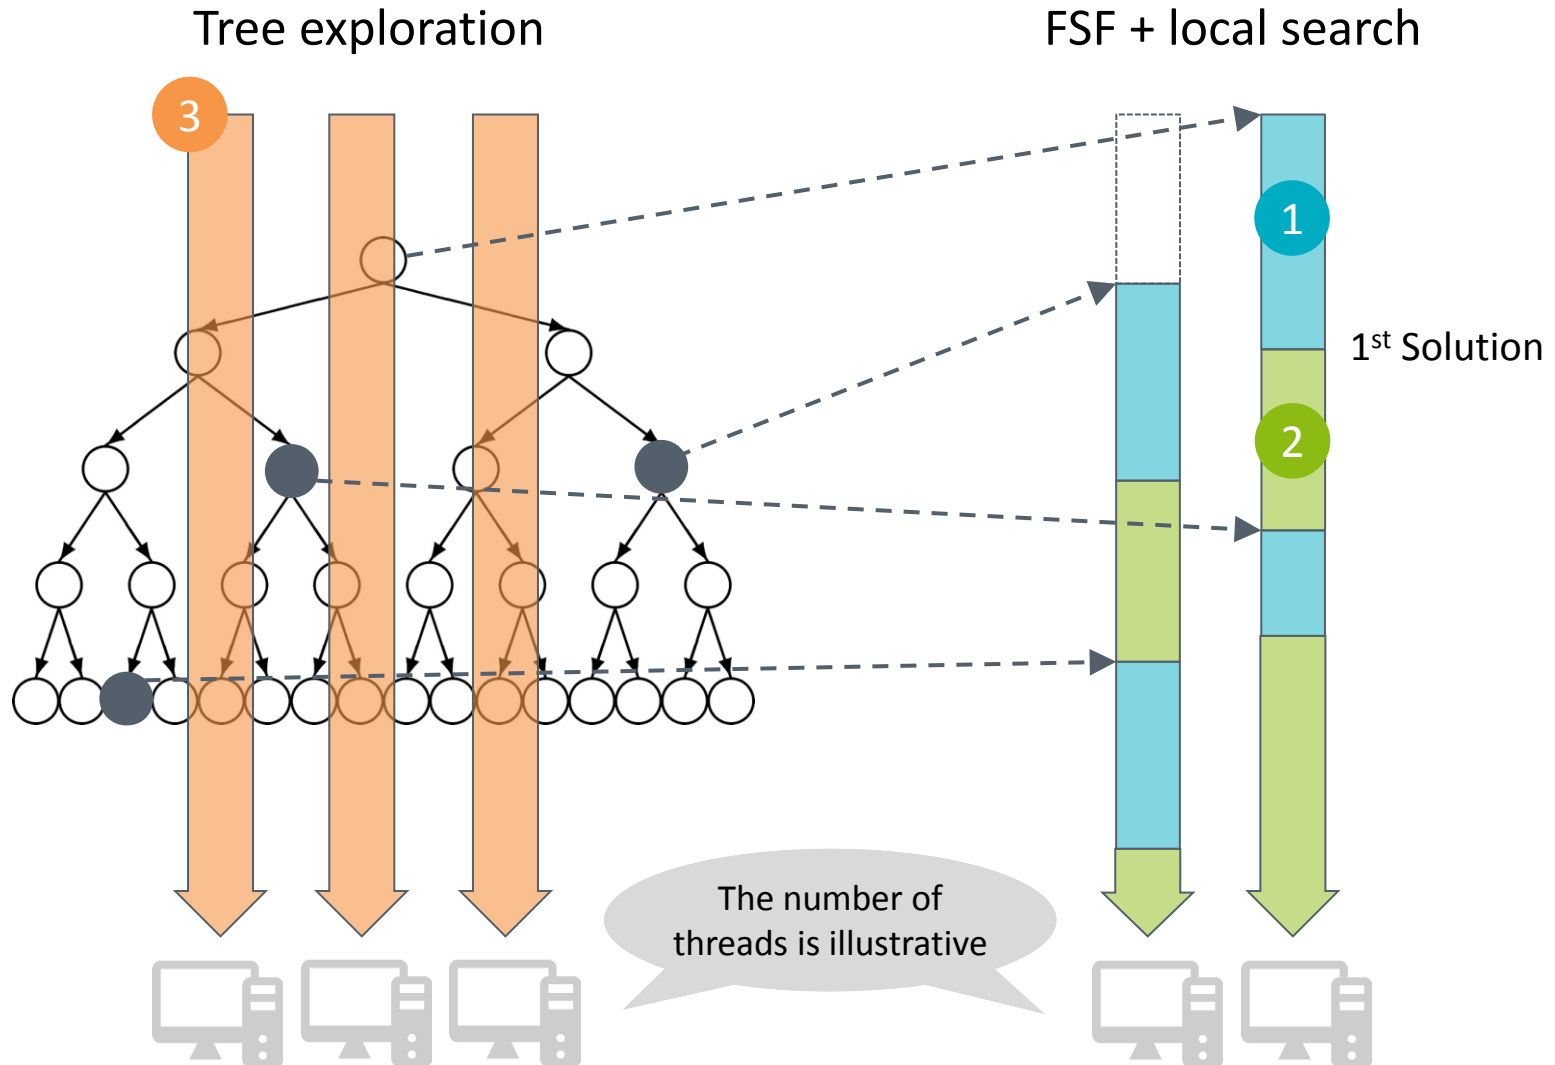 Tree exploration
FSF + local search
3
1
1st Solution
2
The number of
threads is illustrative